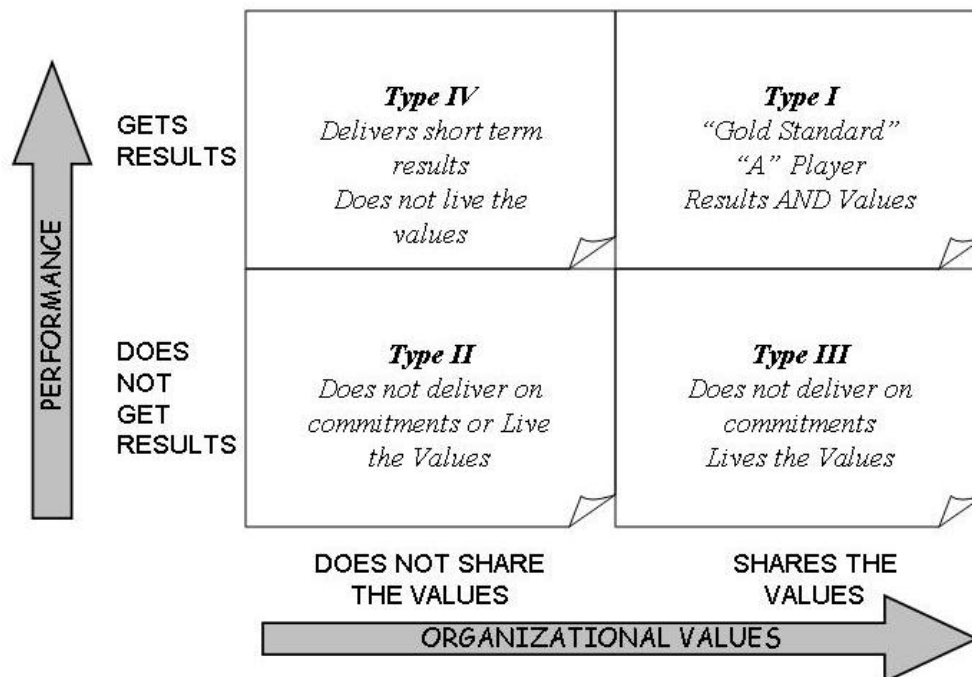 PERFORMANCE
GETS
RESULTS
Type IV
Delivers short term
results
Does not live the
values
Type I
“Gold Standard”
“A” Player
Results AND Values
DOES
NOT
GET
RESULTS
Type II
Does not deliver on
commitments or Live
the Values
Type III
Does not deliver on
commitments
Lives the Values
DOES NOT SHARE
THE VALUES
SHARES THE
VALUES
ORGANIZATIONAL VALUES